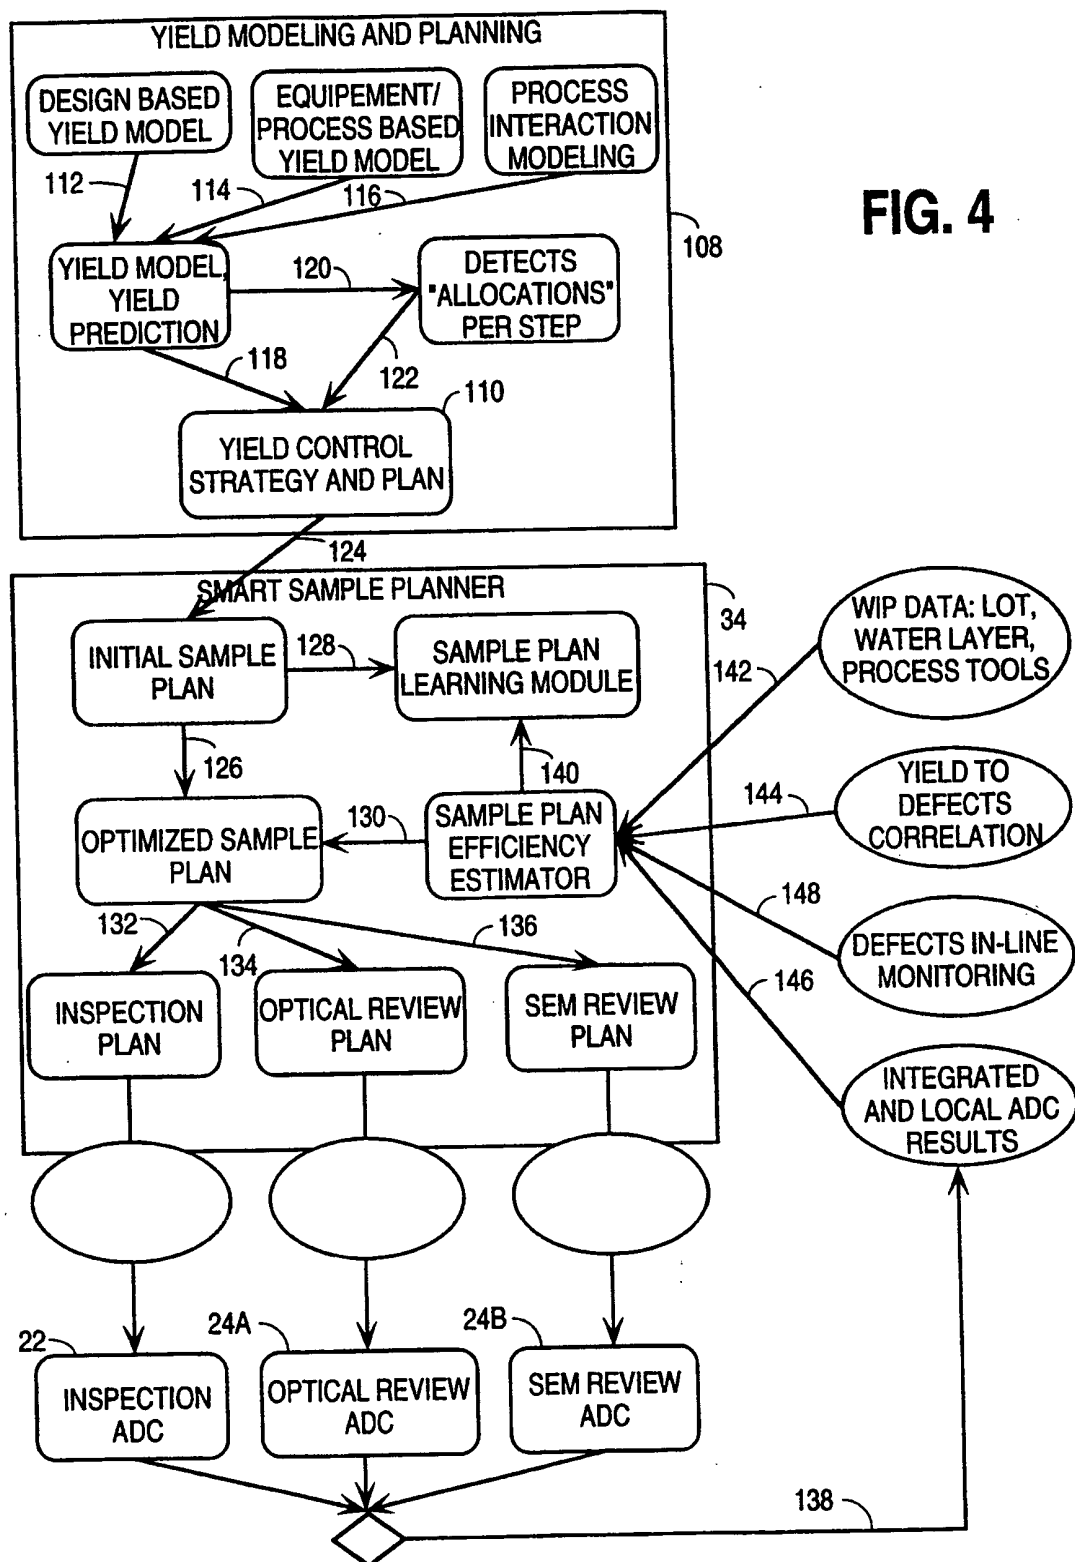 YIELD MODELING AND PLANNING
DESIGN BASED
YIELD MODEL
EQUIPEMENT/
PROCESS BASED
YIELD MODEL
PROCESS
INTERACTION
MODELING
112
114
116
FIG. 4
108
YIELD MODEL,
YIELD
PREDICTION
120
DETECTS
"ALLOCATIONS"
PER STEP
118
122
110
YIELD CONTROL
STRATEGY AND PLAN
124
SMART SAMPLE PLANNER
34
INITIAL SAMPLE
PLAN
128
SAMPLE PLAN
LEARNING MODULE
142
WIP DATA: LOT,
WATER LAYER,
PROCESS TOOLS
126
140
OPTIMIZED SAMPLE
PLAN
130
SAMPLE PLAN
EFFICIENCY
ESTIMATOR
144
YIELD TO
DEFECTS
CORRELATION
132
134
136
148
DEFECTS IN-LINE
MONITORING
146
INSPECTION
PLAN
OPTICAL REVIEW
PLAN
SEM REVIEW
PLAN
INTEGRATED
AND LOCAL ADC
RESULTS
22
24A
24B
INSPECTION
ADC
OPTICAL REVIEW
ADC
SEM REVIEW
ADC
138